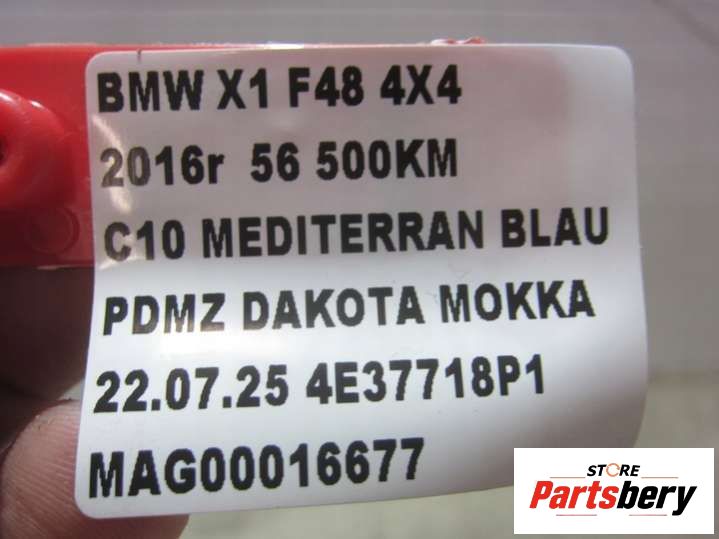 BMW X1 F48 4X4
2016r 56 500KM
C10 MEDITERRAN BLAU
PDMZ DAKOTA MOKKA
22.07.25 4E37718P1
MAG00016677
STORE
Partsbery